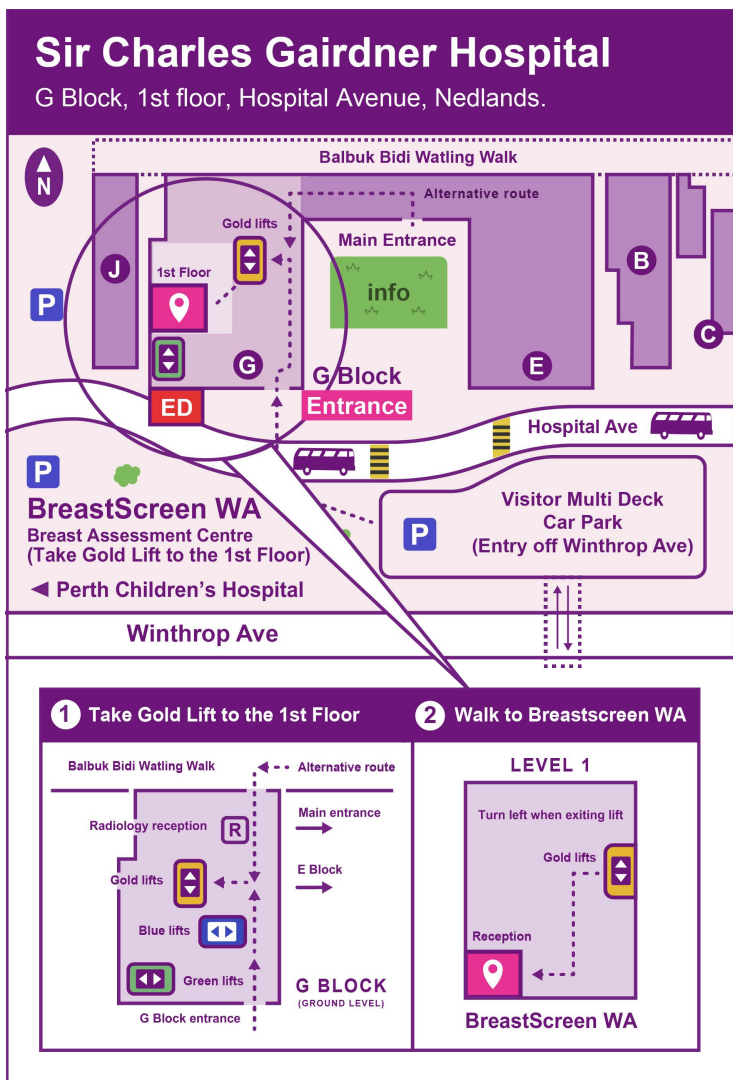 Sir Charles Gairdner Hospital
G Block, 1st floor, Hospital Avenue, Nedlands.
Balbuk Bidi Watling Walk
N
Alternative route
Gold lifts
Main Entrance
J
1st Floor
B
P
info
C
G
E
G Block
ED
Entrance
Hospital Ave
P
BreastScreen WA
Breast Assessment Centre
(Take Gold Lift to the 1st Floor)
P
Visitor Multi Deck
Car Park
(Entry off Winthrop Ave)
Perth Children's Hospital
Winthrop Ave
1 Take Gold Lift to the 1st Floor
Balbuk Bidi Watling Walk
Alternative route
Radiology reception
R
Main entrance
Gold lifts
E Block
Blue lifts
Green lifts
G BLOCK
(GROUND LEVEL)
G Block entrance
2 Walk to Breastscreen WA
LEVEL 1
Turn left when exiting lift
Gold lifts
Reception
BreastScreen WA